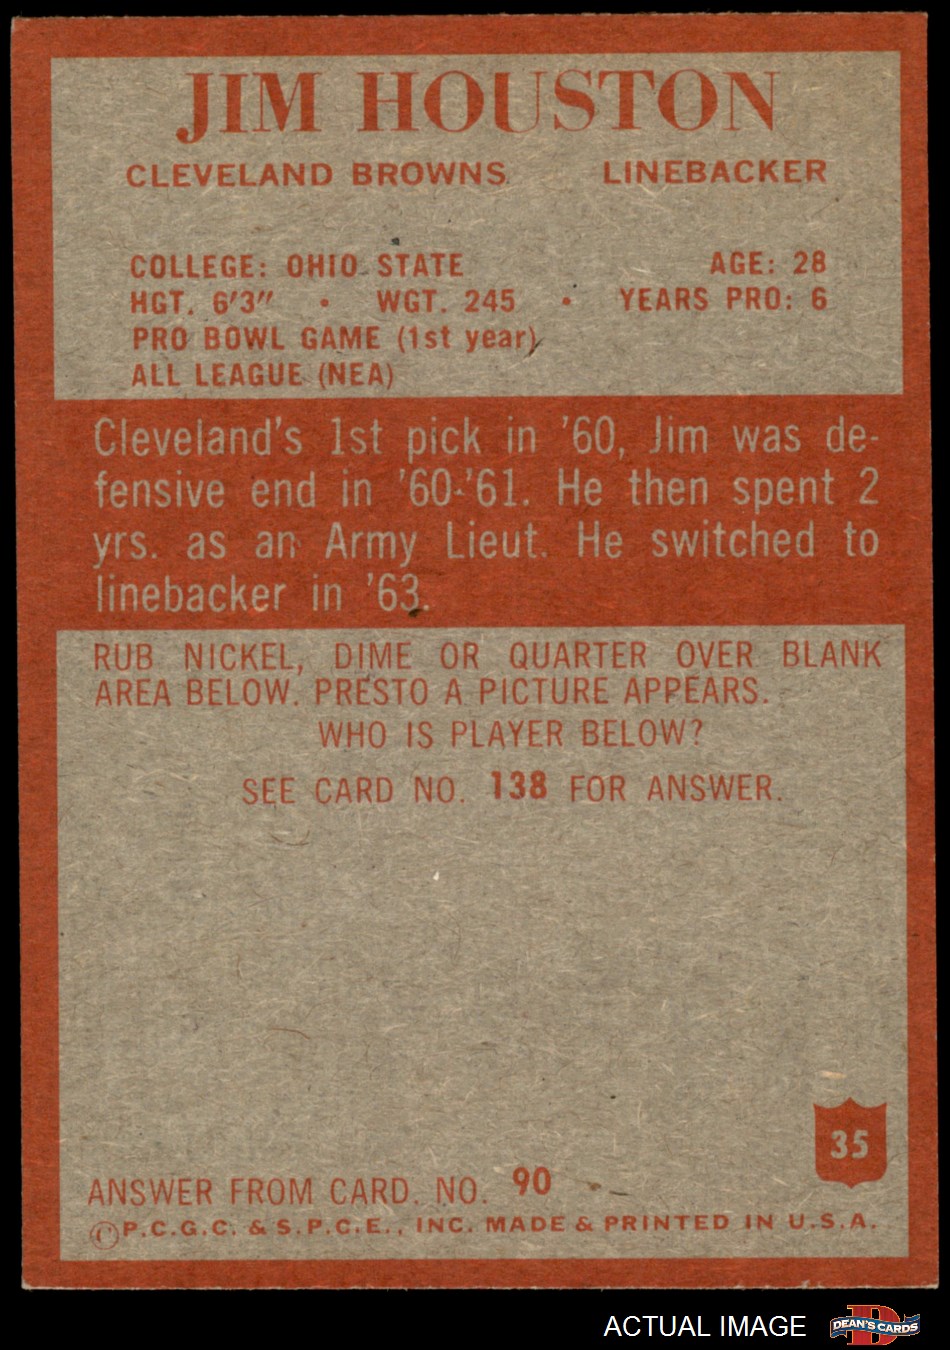 JIM HOUSTON
CLEVELAND BROWNS LINEBACKER
COLLEGE: OHIO STATE AGE: 28
HGT. 6'3" • WGT. 245 • YEARS PRO: 6
PRO BOWL GAME (1st year)
ALL LEAGUE (NEA)
Cleveland's 1st pick in '60, Jim was de-
fensive end in '60-'61. He then spent 2
yrs. as an Army Lieut. He switched to
linebacker in '63.
RUB NICKEL, DIME OR QUARTER OVER BLANK
AREA BELOW. PRESTO A PICTURE APPEARS.
WHO IS PLAYER BELOW?
SEE CARD NO. 138 FOR ANSWER.
35
ANSWER FROM CARD. NO. 90
©P.C.G.C. & S.P.C.E., INC. MADE & PRINTED IN U.S.A.
ACTUAL IMAGE
D
DEAN'S CARDS